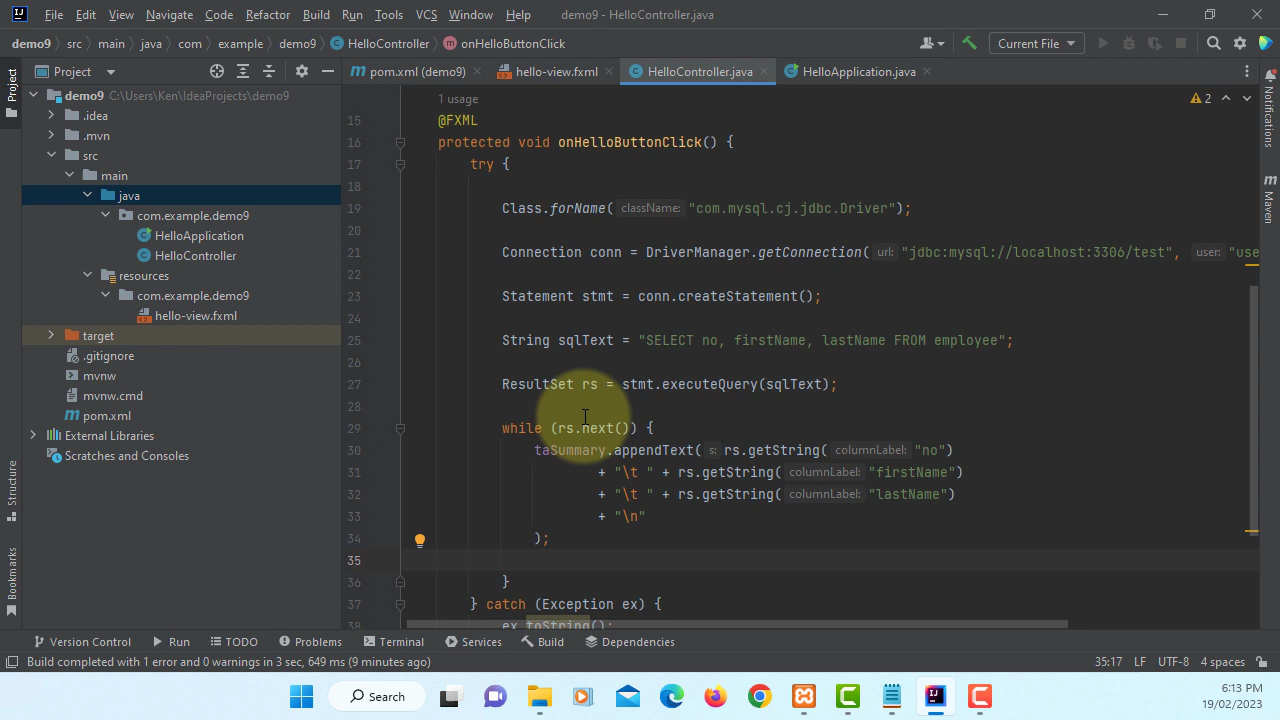 File Edit View Navigate Code Refactor Build Run Tools VCS Window Help demo9 - HelloController.java
demo9 src main java com example demo9 HelloController onHelloButtonClick Current File
Project pom.xml (demo9) hello-view.fxml HelloController.java HelloApplication.java
Project
Structure
Bookmarks
demo9 C:\Users\Ken\IdeaProjects\demo9
.idea
.mvn
src
main
java
com.example.demo9
HelloApplication
HelloController
resources
com.example.demo9
hello-view.fxml
target
.gitignore
mvnw
mvnw.cmd
pom.xml
External Libraries
Scratches and Consoles
1 usage
2
15 @FXML
16 protected void onHelloButtonClick() {
17 try {
18
19 Class.forName( className: "com.mysql.cj.jdbc.Driver");
20
21 Connection conn = DriverManager.getConnection( url: "jdbc:mysql://localhost:3306/test", user: "use
22
23 Statement stmt = conn.createStatement();
24
25 String sqlText = "SELECT no, firstName, lastName FROM employee";
26
27 ResultSet rs = stmt.executeQuery(sqlText);
28
29 while (rs.next()) {
30 taSummary.appendText( s: rs.getString( columnLabel: "no")
31 + "\t " + rs.getString( columnLabel: "firstName")
32 + "\t " + rs.getString( columnLabel: "lastName")
33 + "\n"
34 );
35
36 }
37 } catch (Exception ex) {
38 ex.toString();
Notifications
Maven
Version Control Run TODO Problems Terminal Services Build Dependencies
Build completed with 1 error and 0 warnings in 3 sec, 649 ms (9 minutes ago) 35:17 LF UTF-8 4 spaces
Search
6:13 PM
19/02/2023